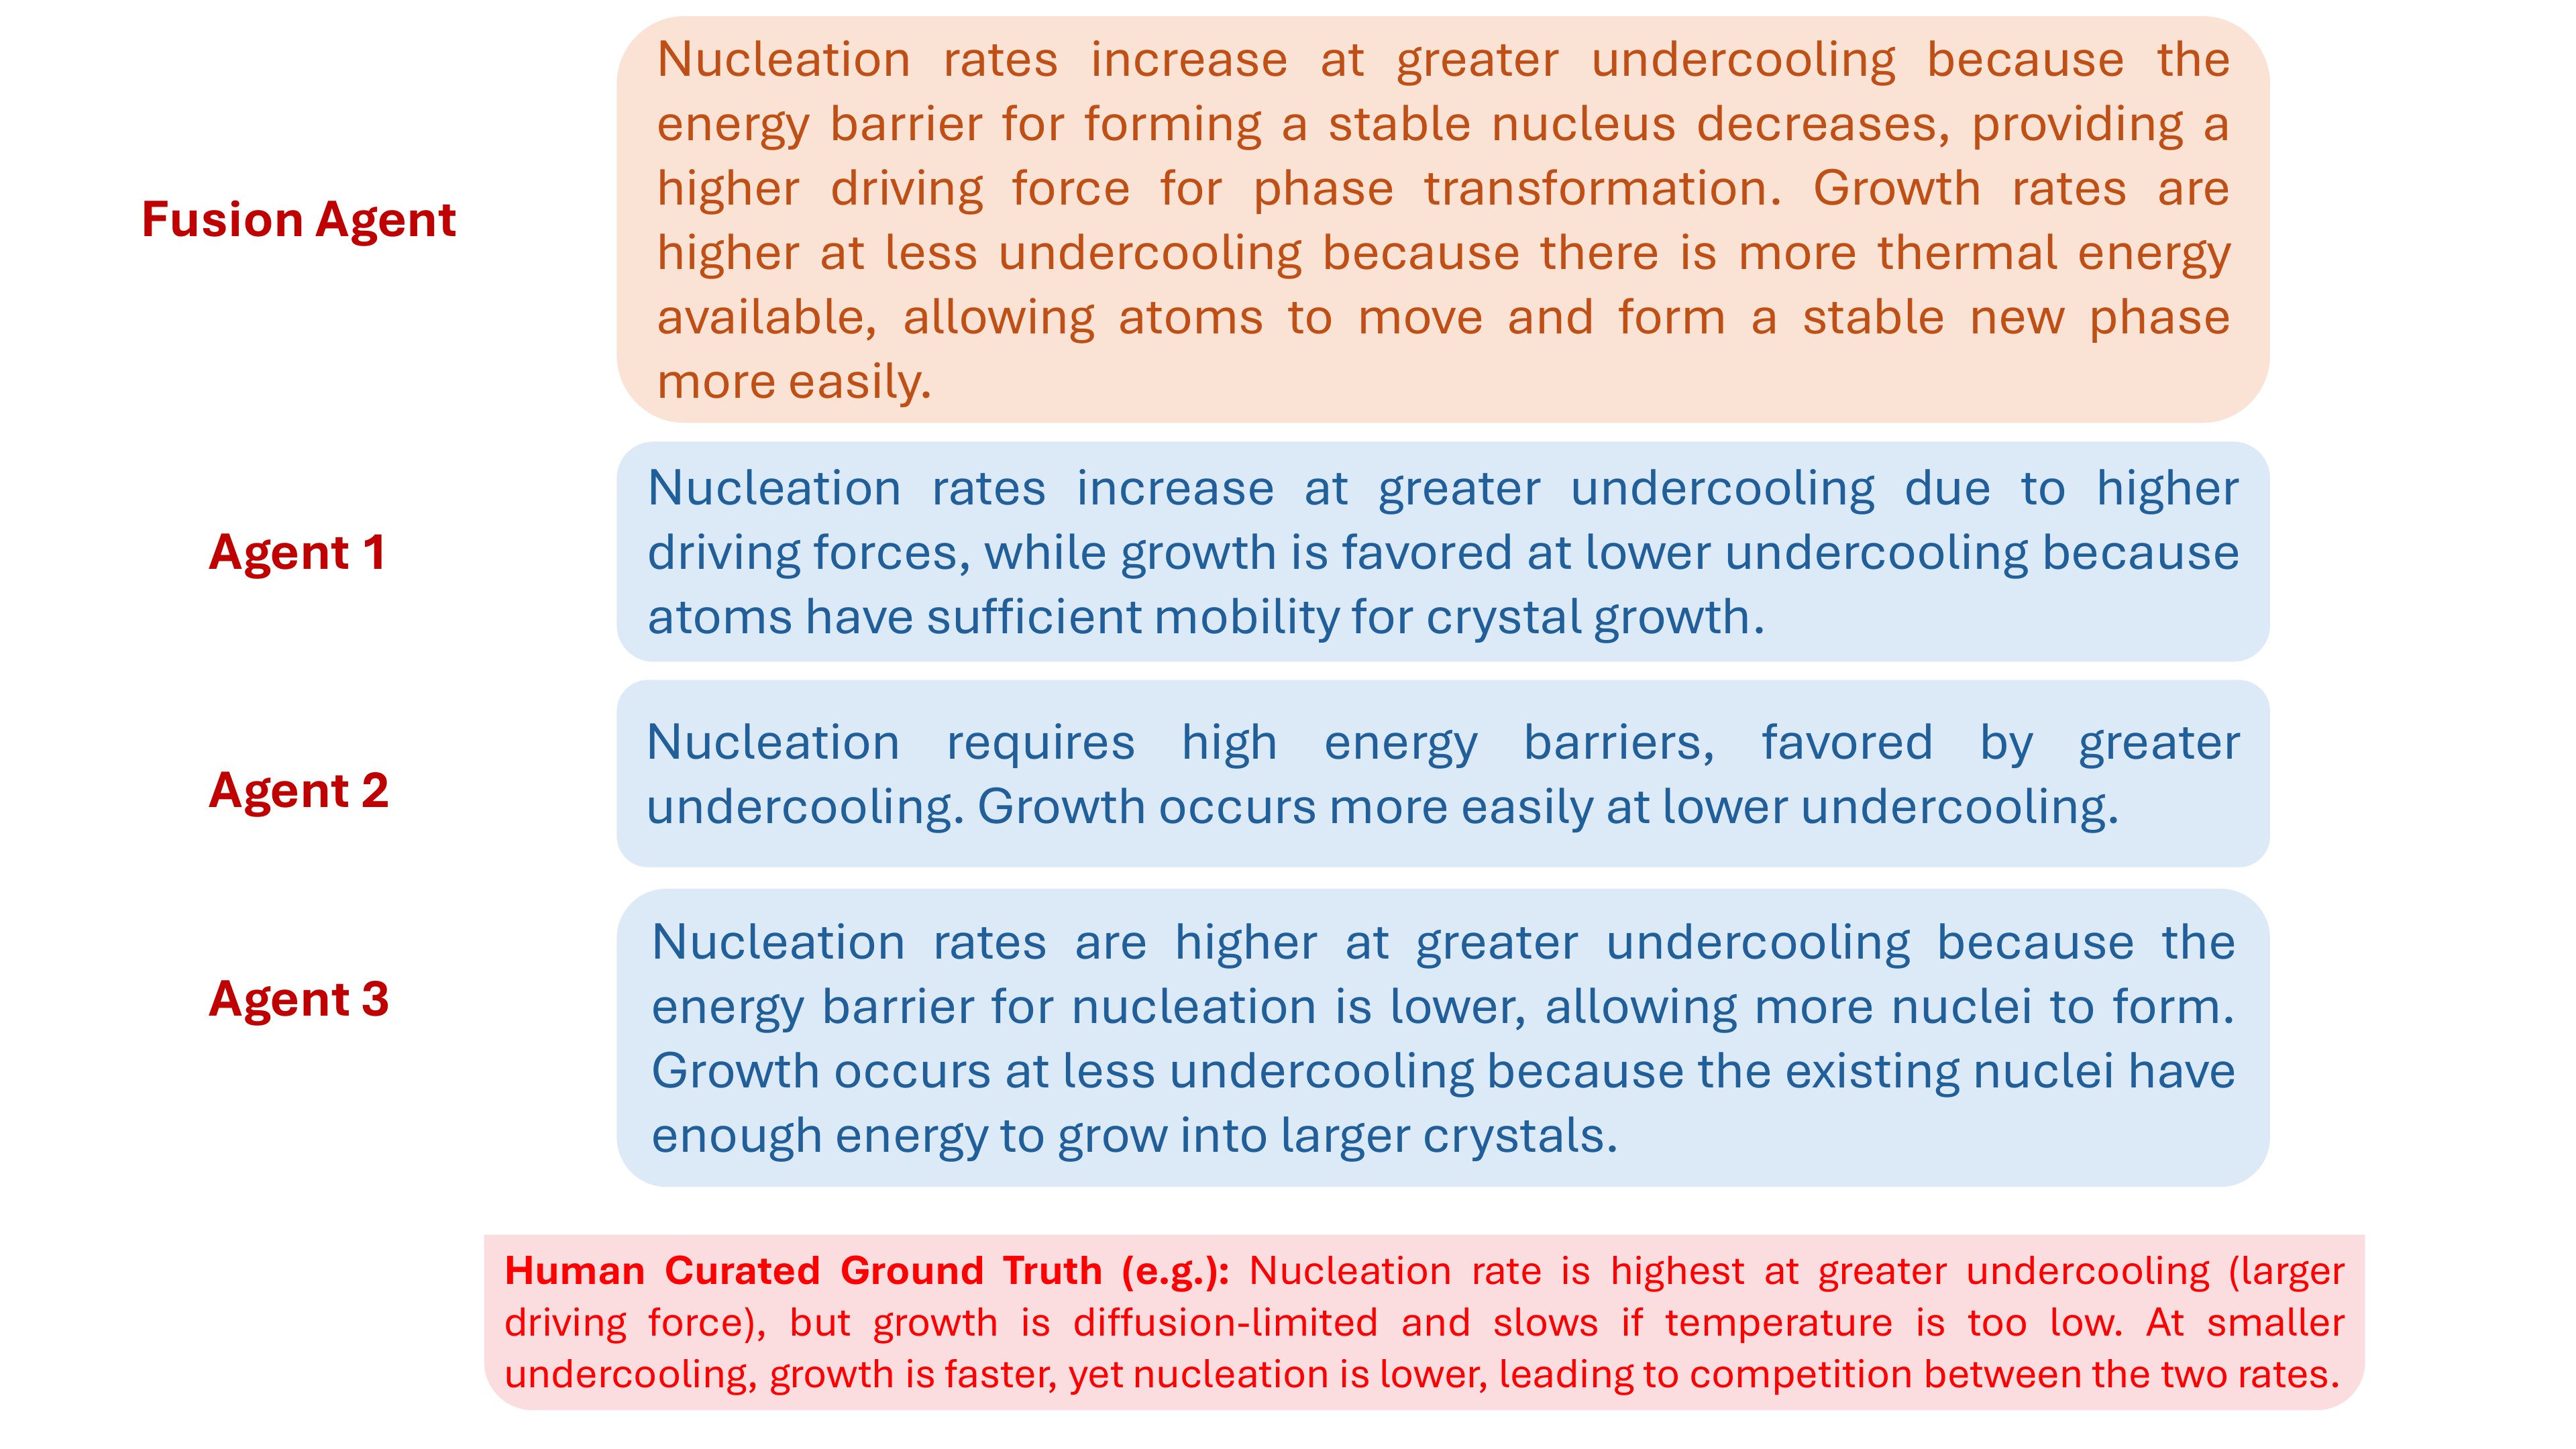 Fusion Agent
Nucleation rates increase at greater undercooling because the
energy barrier for forming a stable nucleus decreases, providing a
higher driving force for phase transformation. Growth rates are
higher at less undercooling because there is more thermal energy
available, allowing atoms to move and form a stable new phase
more easily.
Agent 1
Nucleation rates increase at greater undercooling due to higher
driving forces, while growth is favored at lower undercooling because
atoms have sufficient mobility for crystal growth.
Agent 2
Nucleation requires high energy barriers, favored by greater
undercooling. Growth occurs more easily at lower undercooling.
Agent 3
Nucleation rates are higher at greater undercooling because the
energy barrier for nucleation is lower, allowing more nuclei to form.
Growth occurs at less undercooling because the existing nuclei have
enough energy to grow into larger crystals.
Human Curated Ground Truth (e.g.): Nucleation rate is highest at greater undercooling (larger
driving force), but growth is diffusion-limited and slows if temperature is too low. At smaller
undercooling, growth is faster, yet nucleation is lower, leading to competition between the two rates.